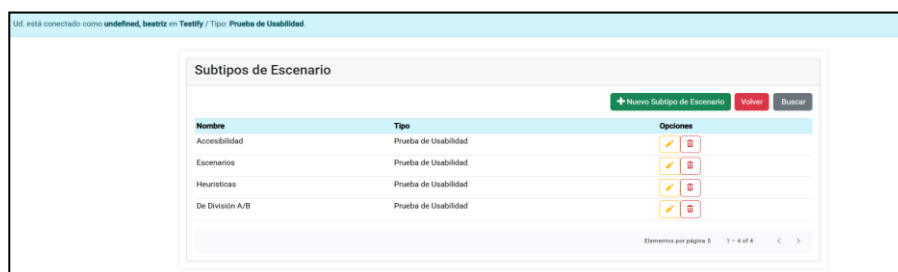 Ud. está conectado como undefined, beatriz en Testify / Tipo: Prueba de Usabilidad.
Subtipos de Escenario
+ Nuevo Subtipo de Escenario Volver Buscar
Nombre Tipo Opciones
Accesibilidad Prueba de Usabilidad
Escenarios Prueba de Usabilidad
Heuristicas Prueba de Usabilidad
De División A/B Prueba de Usabilidad
Elementos por página 5 1 – 4 of 4 < >